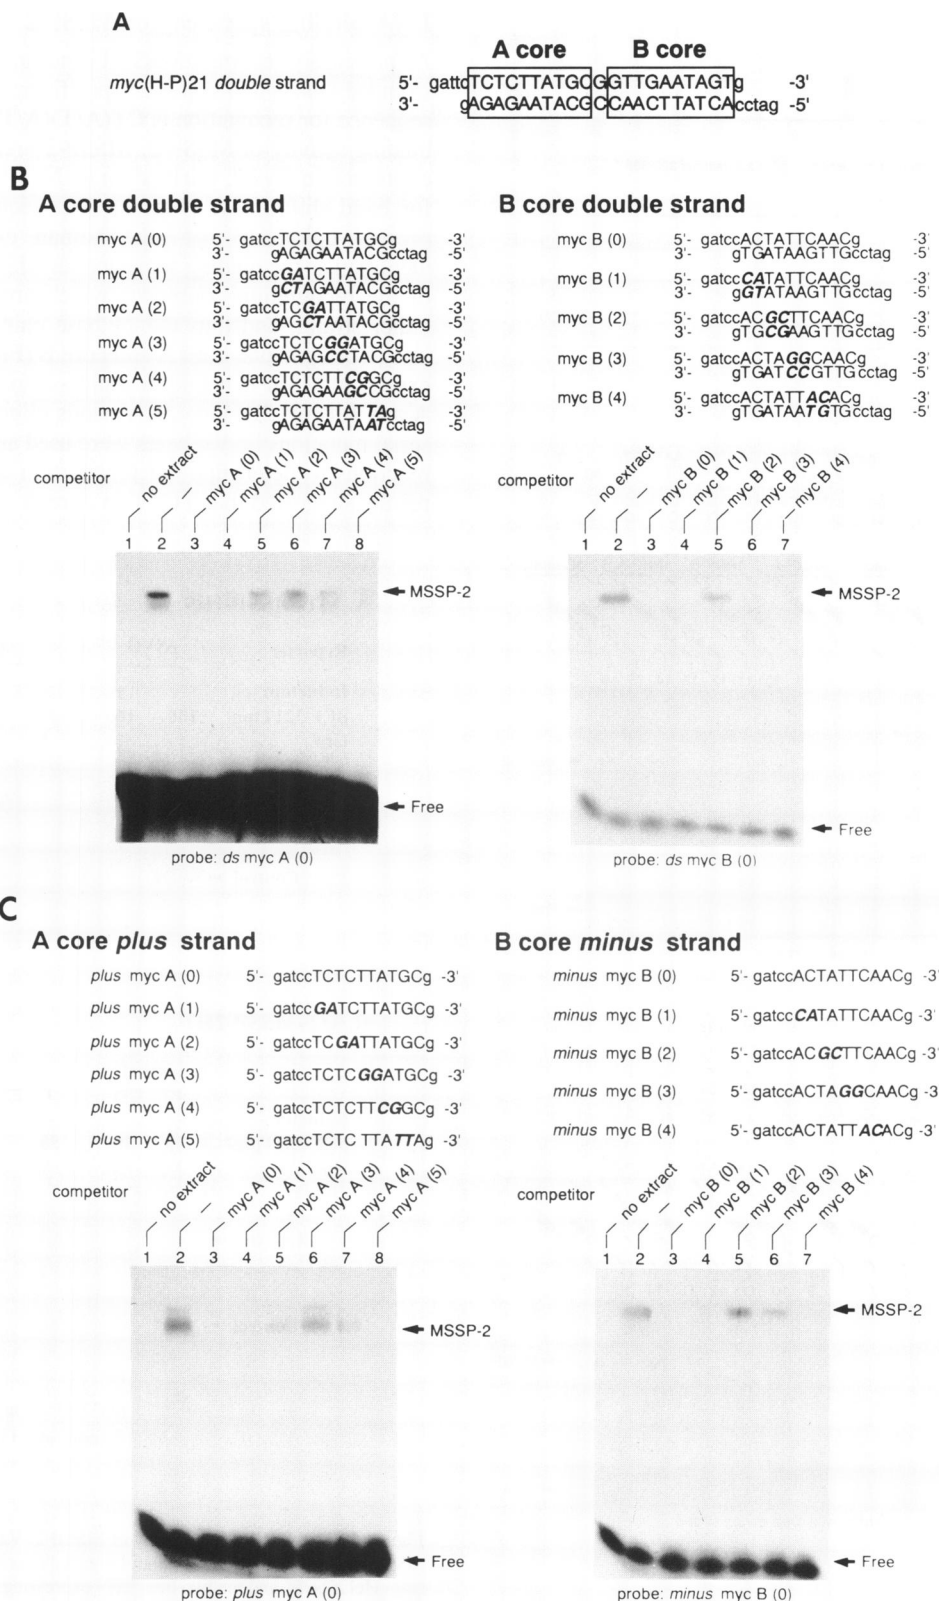 A
A core B core
myc(H-P)21 double strand 5'- gattcTCTCTTATGCGGTTGAATAGTg -3'
3'- gAGAGAATACGCCAACTTATCAcctag -5'
B
A core double strand
myc A (0) 5'- gatccTCTCTTATGCg -3'
3'- gAGAGAATACGcctag -5'
myc A (1) 5'- gatccGATCTTATGCg -3'
3'- gCTAGAATACGcctag -5'
myc A (2) 5'- gatccTCGATTATGCg -3'
3'- gAGCTAATACGcctag -5'
myc A (3) 5'- gatccTCTCGGATGCg -3'
3'- gAGAGCCTACGcctag -5'
myc A (4) 5'- gatccTCTCTTCGGCg -3'
3'- gAGAGAAGCCGcctag -5'
myc A (5) 5'- gatccTCTCTTATTAg -3'
3'- gAGAGAATAATcctag -5'
B core double strand
myc B (0) 5'- gatccACTATTCAACg -3'
3'- gTGATAAGTTGcctag -5'
myc B (1) 5'- gatccCATATTCAACg -3'
3'- gGTATAAGTTGcctag -5'
myc B (2) 5'- gatccACGCTTCAACg -3'
3'- gTGCGAAGTTGcctag -5'
myc B (3) 5'- gatccACTAGGCAACg -3'
3'- gTGATCCGTTGcctag -5'
myc B (4) 5'- gatccACTATTACACg -3'
3'- gTGATAATGTGcctag -5'
competitor no extract – myc A (0) myc A (1) myc A (2) myc A (3) myc A (4) myc A (5)
1 2 3 4 5 6 7 8
MSSP-2
Free
probe: ds myc A (0)
competitor no extract – myc B (0) myc B (1) myc B (2) myc B (3) myc B (4)
1 2 3 4 5 6 7
MSSP-2
Free
probe: ds myc B (0)
C
A core plus strand
plus myc A (0) 5'- gatccTCTCTTATGCg -3'
plus myc A (1) 5'- gatccGATCTTATGCg -3'
plus myc A (2) 5'- gatccTCGATTATGCg -3'
plus myc A (3) 5'- gatccTCTCGGATGCg -3'
plus myc A (4) 5'- gatccTCTCTTCGGCg -3'
plus myc A (5) 5'- gatccTCTC TTATTAg -3'
B core minus strand
minus myc B (0) 5'- gatccACTATTCAACg -3'
minus myc B (1) 5'- gatccCATATTCAACg -3'
minus myc B (2) 5'- gatccACGCTTCAACg -3'
minus myc B (3) 5'- gatccACTAGGCAACg -3'
minus myc B (4) 5'- gatccACTATTACACg -3'
competitor no extract – myc A (0) myc A (1) myc A (2) myc A (3) myc A (4) myc A (5)
1 2 3 4 5 6 7 8
MSSP-2
Free
probe: plus myc A (0)
competitor no extract – myc B (0) myc B (1) myc B (2) myc B (3) myc B (4)
1 2 3 4 5 6 7
MSSP-2
Free
probe: minus myc B (0)